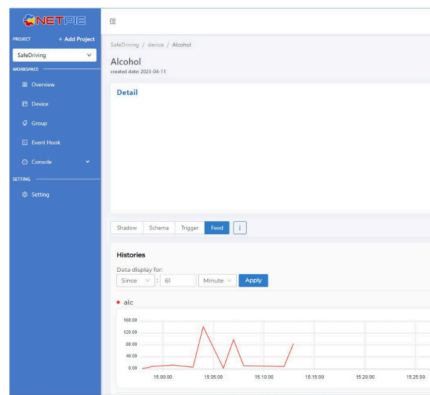 NETPIE
PROJECT + Add Project
SafeDriving
WORKSPACE
Overview
Device
Group
Event Hook
Console
SETTING
Setting
SafeDriving / device / Alcohol
Alcohol
created date: 2023-04-11
Detail
Shadow Schema Trigger Feed
Histories
Data display for:
Since : 61 Minute Apply
alc
160.00
120.00
80.00
40.00
0.00
15:00:00 15:05:00 15:10:00 15:15:00 15:20:00 15:25:00